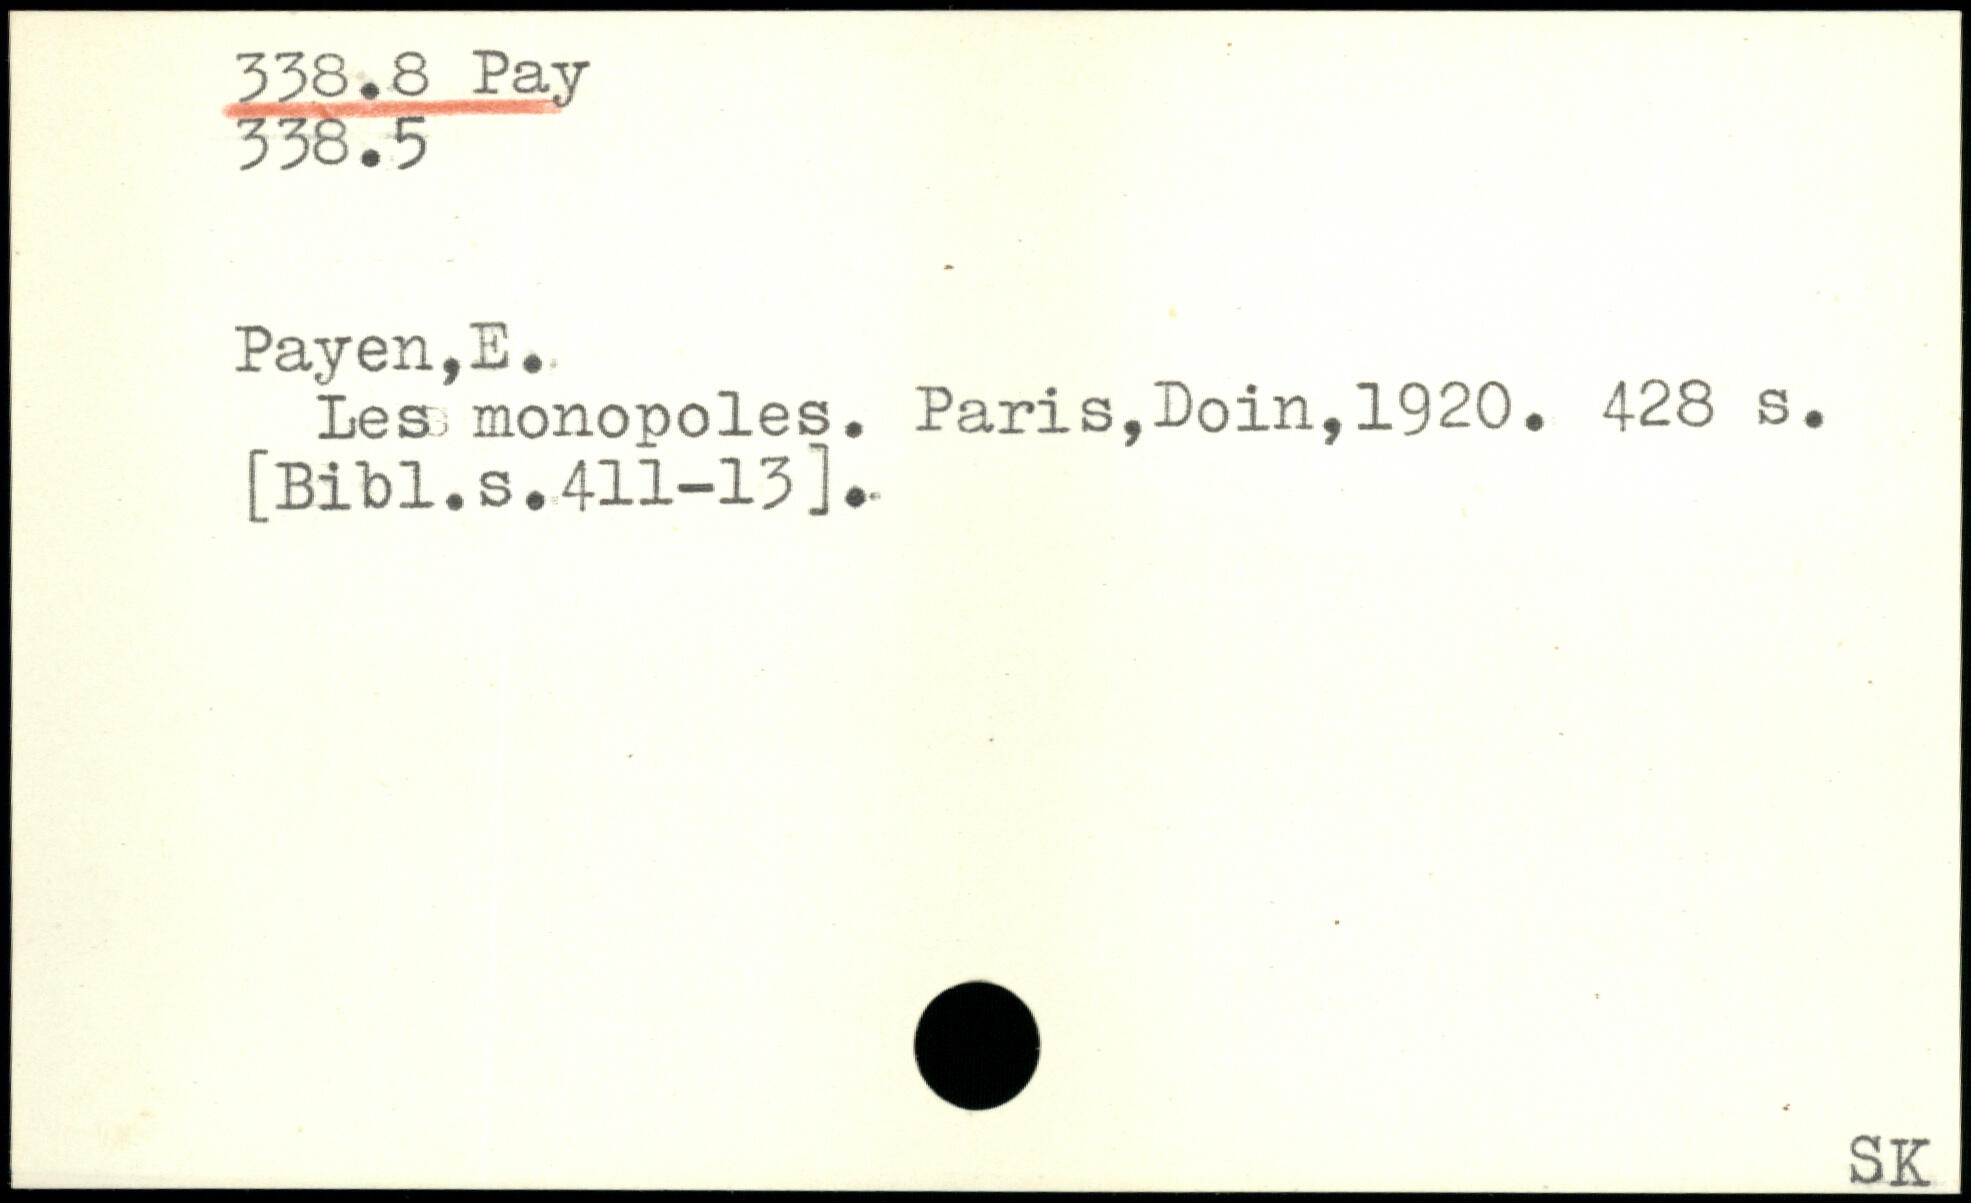 338.8 Pay
338.5
Payen,E.
Les monopoles. Paris,Doin,1920. 428 s.
[Bibl.s.411-13].
SK